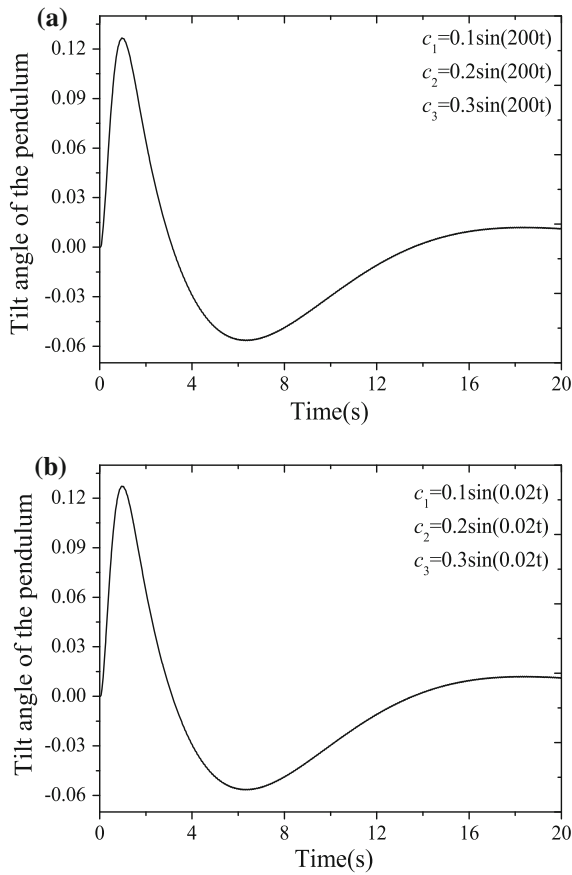 (a)
c1=0.1sin(200t)
c2=0.2sin(200t)
c3=0.3sin(200t)
Tilt angle of the pendulum
0.12
0.09
0.06
0.03
0.00
-0.03
-0.06
0 4 8 12 16 20
Time(s)
(b)
c1=0.1sin(0.02t)
c2=0.2sin(0.02t)
c3=0.3sin(0.02t)
Tilt angle of the pendulum
0.12
0.09
0.06
0.03
0.00
-0.03
-0.06
0 4 8 12 16 20
Time(s)